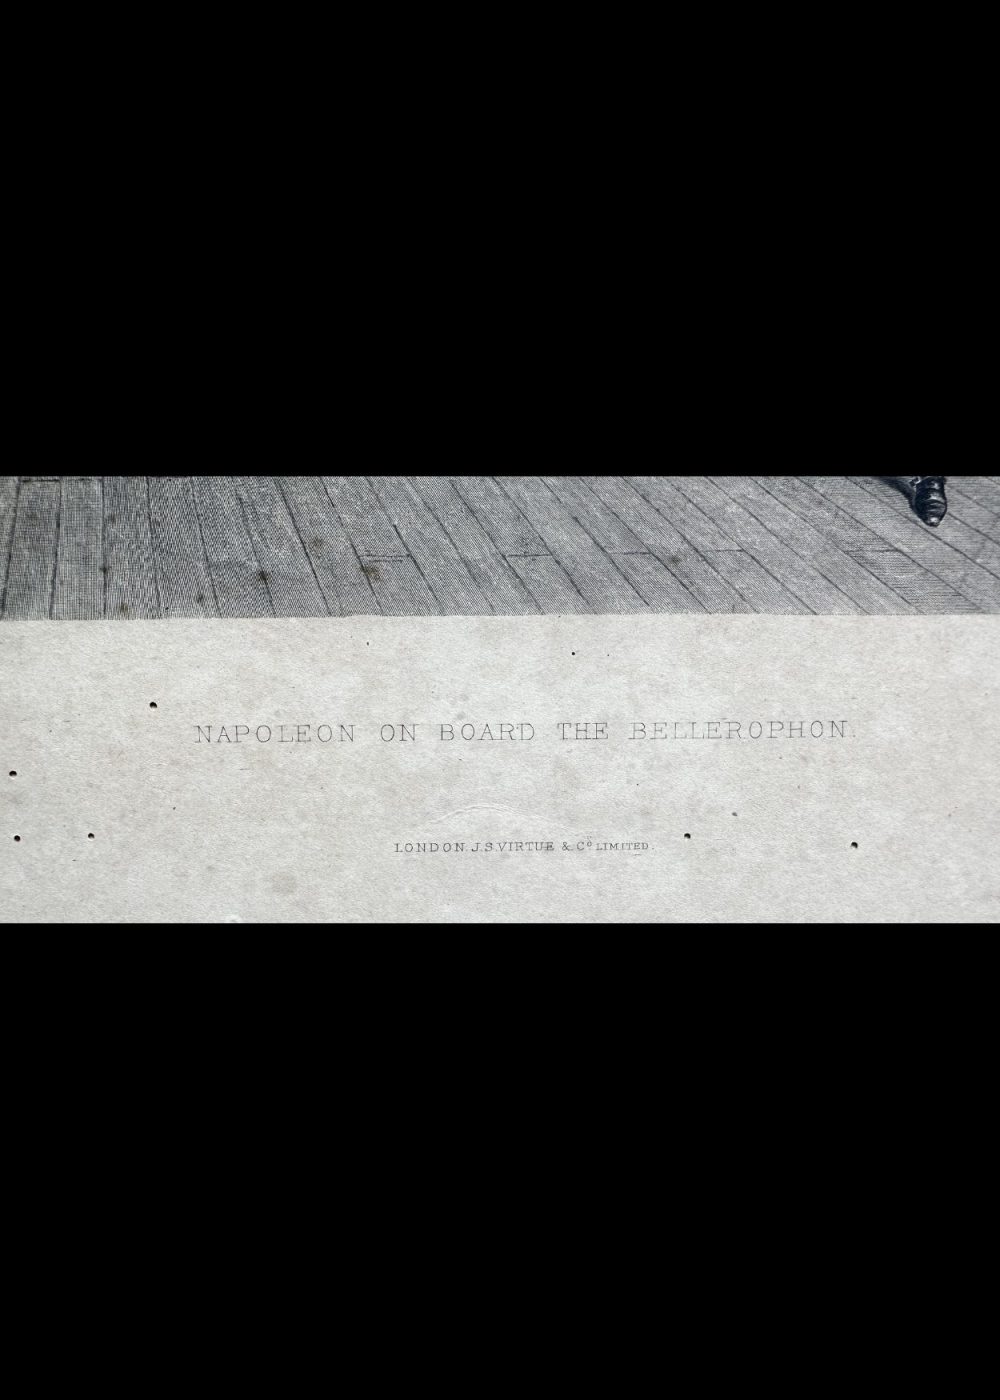 NAPOLEON ON BOARD THE BELLEROPHON.
LONDON. J. S. VIRTUE & Cº LIMITED.